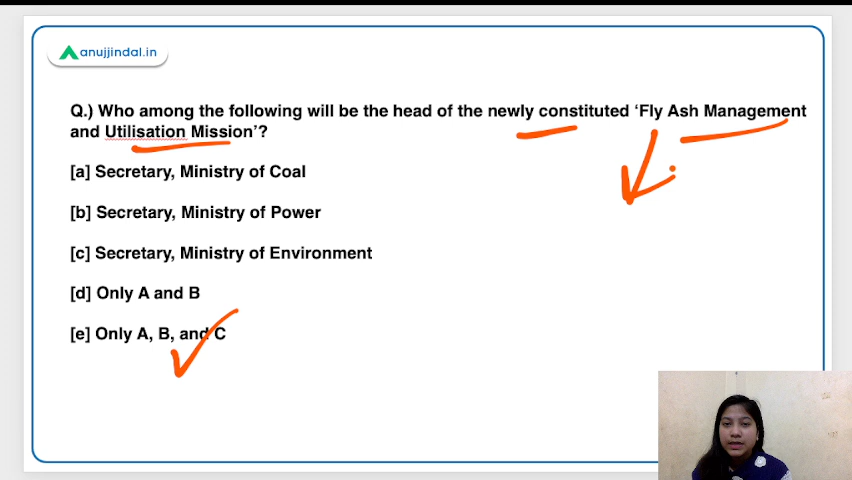 anujjindal.in
Q.) Who among the following will be the head of the newly constituted ‘Fly Ash Management
and Utilisation Mission’?
[a] Secretary, Ministry of Coal
[b] Secretary, Ministry of Power
[c] Secretary, Ministry of Environment
[d] Only A and B
[e] Only A, B, and C